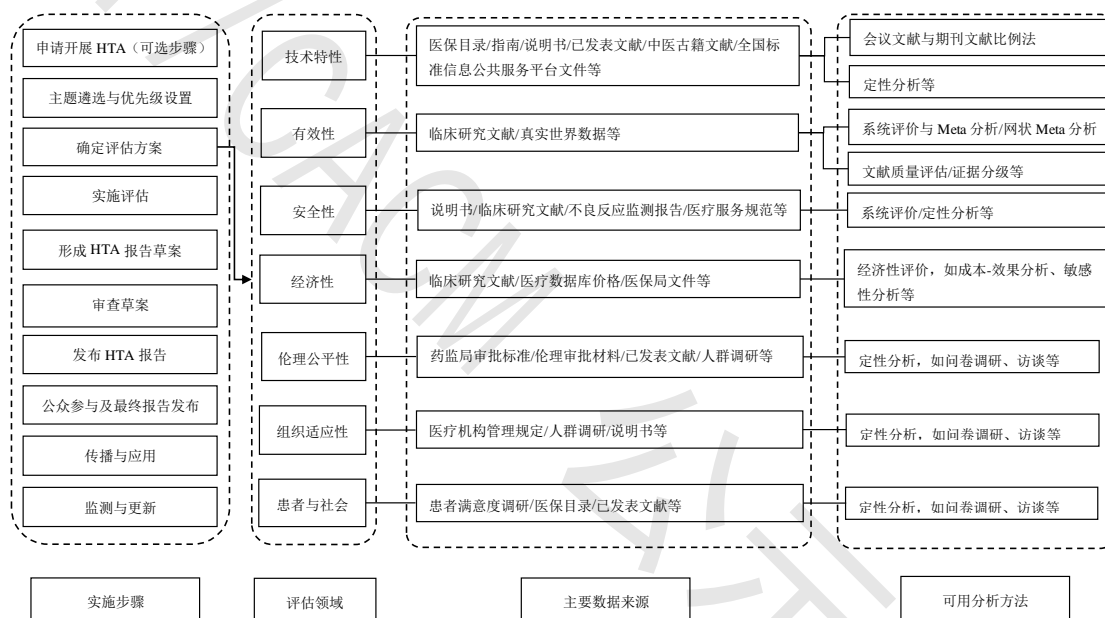 申请开展 HTA（可选步骤）
主题遴选与优先级设置
确定评估方案
实施评估
形成 HTA 报告草案
审查草案
发布 HTA 报告
公众参与及最终报告发布
传播与应用
监测与更新
实施步骤
技术特性
有效性
安全性
经济性
伦理公平性
组织适应性
患者与社会
评估领域
医保目录/指南/说明书/已发表文献/中医古籍文献/全国标
准信息公共服务平台文件等
临床研究文献/真实世界数据等
说明书/临床研究文献/不良反应监测报告/医疗服务规范等
临床研究文献/医疗数据库价格/医保局文件等
药监局审批标准/伦理审批材料/已发表文献/人群调研等
医疗机构管理规定/人群调研/说明书等
患者满意度调研/医保目录/已发表文献等
主要数据来源
会议文献与期刊文献比例法
定性分析等
系统评价与 Meta 分析/网状 Meta 分析
文献质量评估/证据分级等
系统评价/定性分析等
经济性评价，如成本-效果分析、敏感
性分析等
定性分析，如问卷调研、访谈等
定性分析，如问卷调研、访谈等
定性分析，如问卷调研、访谈等
可用分析方法
CACM 公示